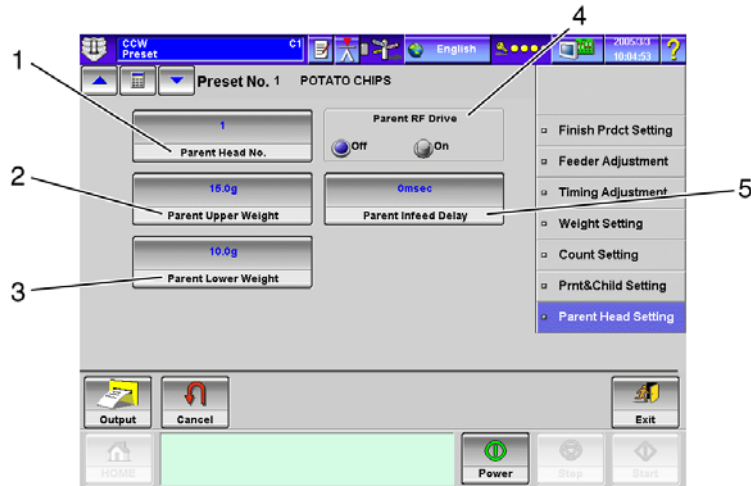 4
CCW C1
Preset
English
2005/3/3
10:04:53
?
1
Preset No. 1 POTATO CHIPS
1
Parent Head No.
Parent RF Drive
Off On
Finish Prdct Setting
Feeder Adjustment
2
15.0g
Parent Upper Weight
0msec
Parent Infeed Delay
5
Timing Adjustment
Weight Setting
3
10.0g
Parent Lower Weight
Count Setting
Prnt&Child Setting
Parent Head Setting
Output
Cancel
Exit
HOME
Power
Stop
Start